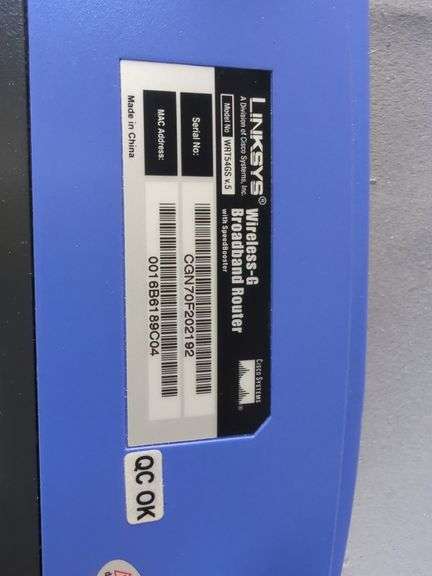 LINKSYS®
A Division of Cisco Systems, Inc.
Model No
WRT54GS v.5
Wireless-G
Broadband Router
with SpeedBooster
CISCO SYSTEMS
®
Serial No:
CGN70F202192
MAC Address:
0016B6189C04
Made in China
QC OK